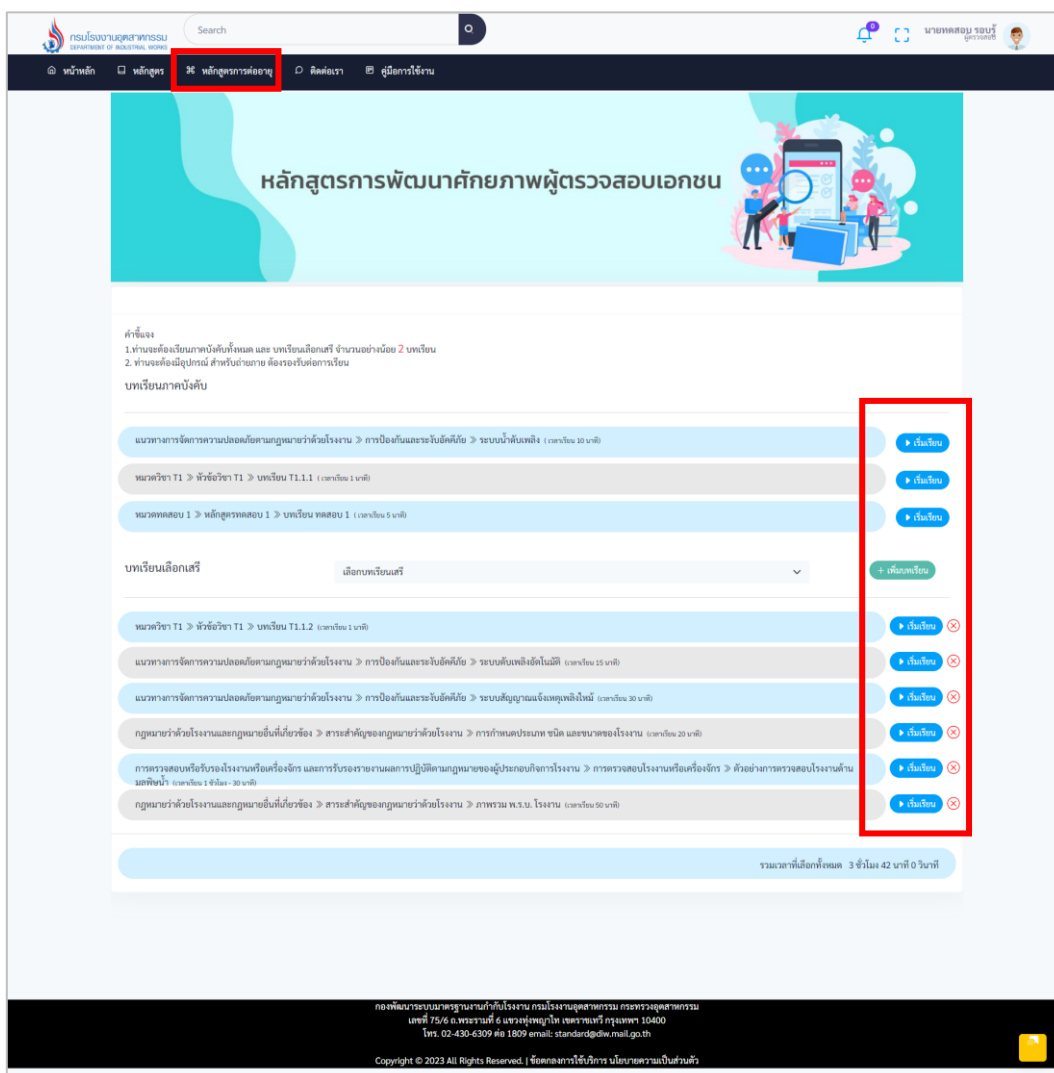 กรมโรงงานอุตสาหกรรม
DEPARTMENT OF INDUSTRIAL WORKS
Search
0
นายทดสอบ รอบรู้
ผู้ตรวจสอบ
หน้าหลัก หลักสูตร หลักสูตรการต่ออายุ ติดต่อเรา คู่มือการใช้งาน
หลักสูตรการพัฒนาศักยภาพผู้ตรวจสอบเอกชน
คำชี้แจง
1.ท่านจะต้องเรียนภาคบังคับทั้งหมด และ บทเรียนเลือกเสรี จำนวนอย่างน้อย 2 บทเรียน
2. ท่านจะต้องมีอุปกรณ์ สำหรับถ่ายภาย ต้องรองรับต่อการเรียน
บทเรียนภาคบังคับ
แนวทางการจัดการความปลอดภัยตามกฎหมายว่าด้วยโรงงาน » การป้องกันและระงับอัคคีภัย » ระบบน้ำดับเพลิง ( เวลาเรียน 10 นาที) เริ่มเรียน
หมวดวิชา T1 » หัวข้อวิชา T1 » บทเรียน T1.1.1 ( เวลาเรียน 1 นาที) เริ่มเรียน
หมวดทดสอบ 1 » หลักสูตรทดสอบ 1 » บทเรียน ทดสอบ 1 ( เวลาเรียน 5 นาที) เริ่มเรียน
บทเรียนเลือกเสรี เลือกบทเรียนเสรี + เพิ่มบทเรียน
หมวดวิชา T1 » หัวข้อวิชา T1 » บทเรียน T1.1.2 (เวลาเรียน 1 นาที) เริ่มเรียน
แนวทางการจัดการความปลอดภัยตามกฎหมายว่าด้วยโรงงาน » การป้องกันและระงับอัคคีภัย » ระบบดับเพลิงอัตโนมัติ (เวลาเรียน 15 นาที) เริ่มเรียน
แนวทางการจัดการความปลอดภัยตามกฎหมายว่าด้วยโรงงาน » การป้องกันและระงับอัคคีภัย » ระบบสัญญาณแจ้งเหตุเพลิงไหม้ (เวลาเรียน 30 นาที) เริ่มเรียน
กฎหมายว่าด้วยโรงงานและกฎหมายอื่นที่เกี่ยวข้อง » สาระสำคัญของกฎหมายว่าด้วยโรงงาน » การกำหนดประเภท ชนิด และขนาดของโรงงาน (เวลาเรียน 20 นาที) เริ่มเรียน
การตรวจสอบหรือรับรองโรงงานหรือเครื่องจักร และการรับรองรายงานผลการปฏิบัติตามกฎหมายของผู้ประกอบกิจการโรงงาน » การตรวจสอบโรงงานหรือเครื่องจักร » ตัวอย่างการตรวจสอบโรงงานด้าน เริ่มเรียน
มลพิษน้ำ (เวลาเรียน 1 ชั่วโมง - 30 นาที)
กฎหมายว่าด้วยโรงงานและกฎหมายอื่นที่เกี่ยวข้อง » สาระสำคัญของกฎหมายว่าด้วยโรงงาน » ภาพรวม พ.ร.บ. โรงงาน (เวลาเรียน 50 นาที) เริ่มเรียน
รวมเวลาที่เลือกทั้งหมด 3 ชั่วโมง 42 นาที 0 วินาที
กองพัฒนาระบบมาตรฐานงานกำกับโรงงาน กรมโรงงานอุตสาหกรรม กระทรวงอุตสาหกรรม
เลขที่ 75/6 ถ.พระรามที่ 6 แขวงทุ่งพญาไท เขตราชเทวี กรุงเทพฯ 10400
โทร. 02-430-6309 ต่อ 1809 email: standard@diw.mail.go.th
Copyright © 2023 All Rights Reserved. | ข้อตกลงการใช้บริการ นโยบายความเป็นส่วนตัว